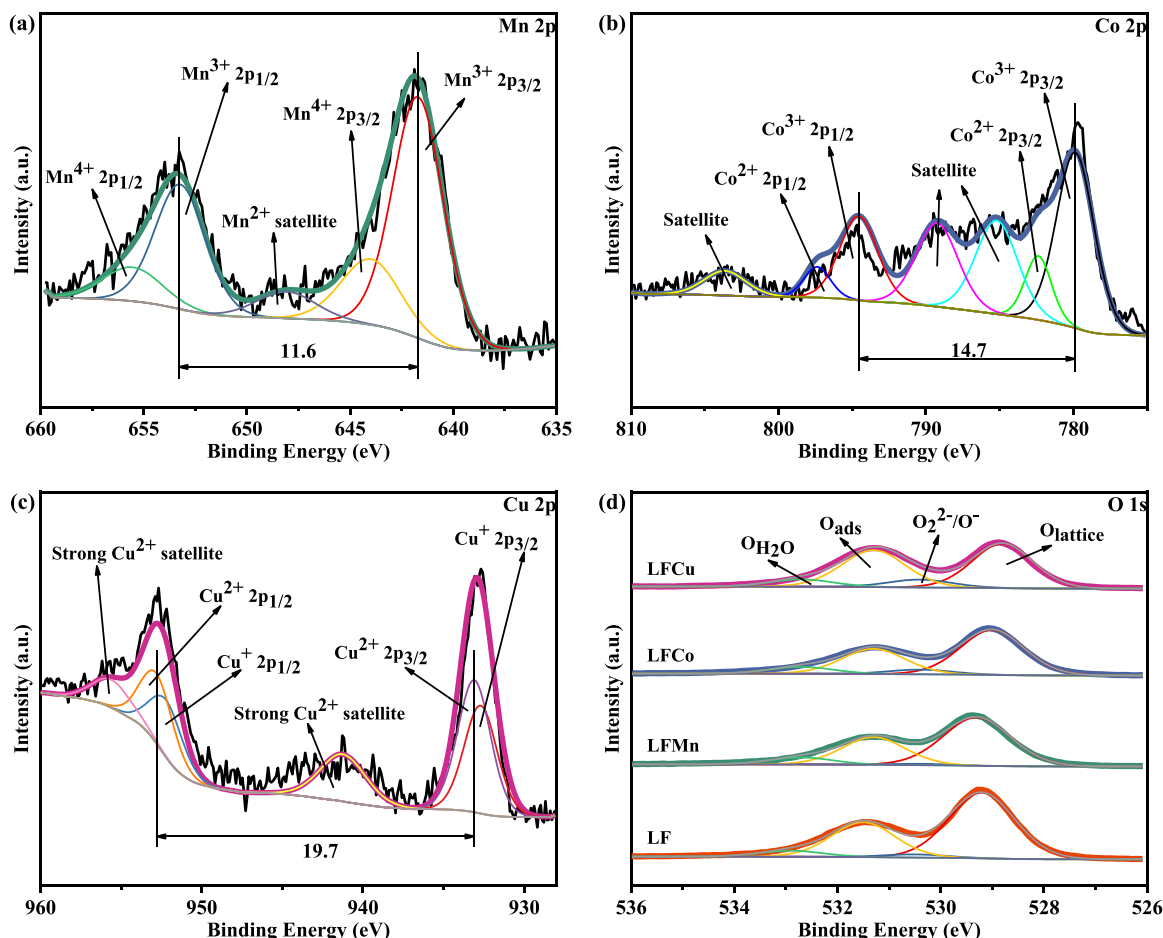 (a)
Mn 2p
Mn3+ 2p1/2
Mn3+ 2p3/2
Mn4+ 2p3/2
Mn4+ 2p1/2
Mn2+ satellite
11.6
Intensity (a.u.)
660 655 650 645 640 635
Binding Energy (eV)
(b)
Co 2p
Co3+ 2p3/2
Co3+ 2p1/2
Co2+ 2p3/2
Co2+ 2p1/2
Satellite
Satellite
14.7
Intensity (a.u.)
810 800 790 780
Binding Energy (eV)
(c)
Cu 2p
Cu+ 2p3/2
Strong Cu2+ satellite
Cu2+ 2p1/2
Cu+ 2p1/2
Cu2+ 2p3/2
Strong Cu2+ satellite
19.7
Intensity (a.u.)
960 950 940 930
Binding Energy (eV)
(d)
O 1s
OH2O
Oads
O22-/O-
Olattice
LFCu
LFCo
LFMn
LF
Intensity (a.u.)
536 534 532 530 528 526
Binding Energy (eV)